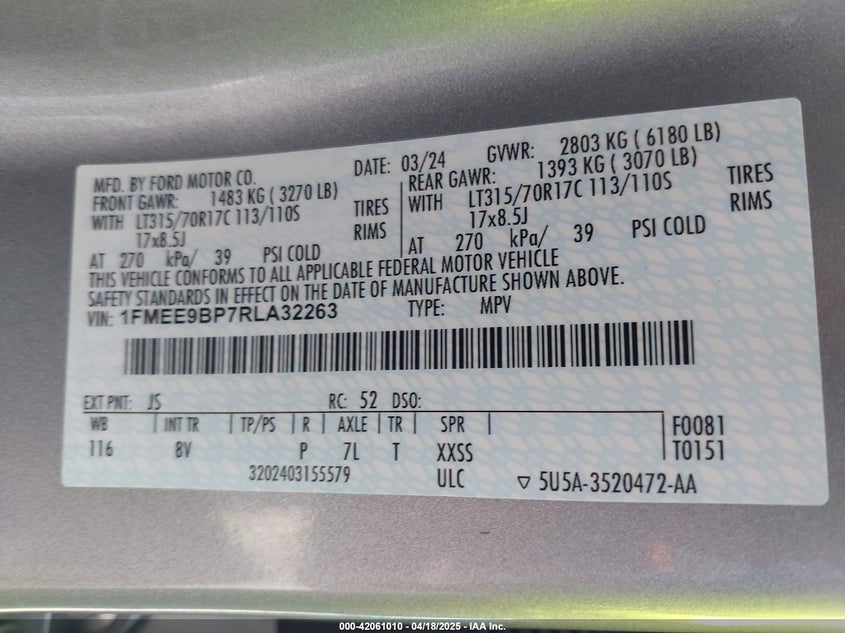 MFD. BY FORD MOTOR CO. DATE: 03/24 GVWR: 2803 KG ( 6180 LB)
FRONT GAWR: 1483 KG ( 3270 LB) REAR GAWR: 1393 KG ( 3070 LB)
WITH LT315/70R17C 113/110S TIRES WITH LT315/70R17C 113/110S TIRES
17x8.5J RIMS 17x8.5J RIMS
AT 270 kPa/ 39 PSI COLD AT 270 kPa/ 39 PSI COLD
THIS VEHICLE CONFORMS TO ALL APPLICABLE FEDERAL MOTOR VEHICLE
SAFETY STANDARDS IN EFFECT ON THE DATE OF MANUFACTURE SHOWN ABOVE.
VIN: 1FMEE9BP7RLA32263 TYPE: MPV
EXT PNT: JS RC: 52 DSO:
WB INT TR TP/PS R AXLE TR SPR F0081
116 8V P 7L T XXSS T0151
3202403155579 ULC ▽ 5U5A-3520472-AA
000-42061010 - 04/18/2025 - IAA Inc.